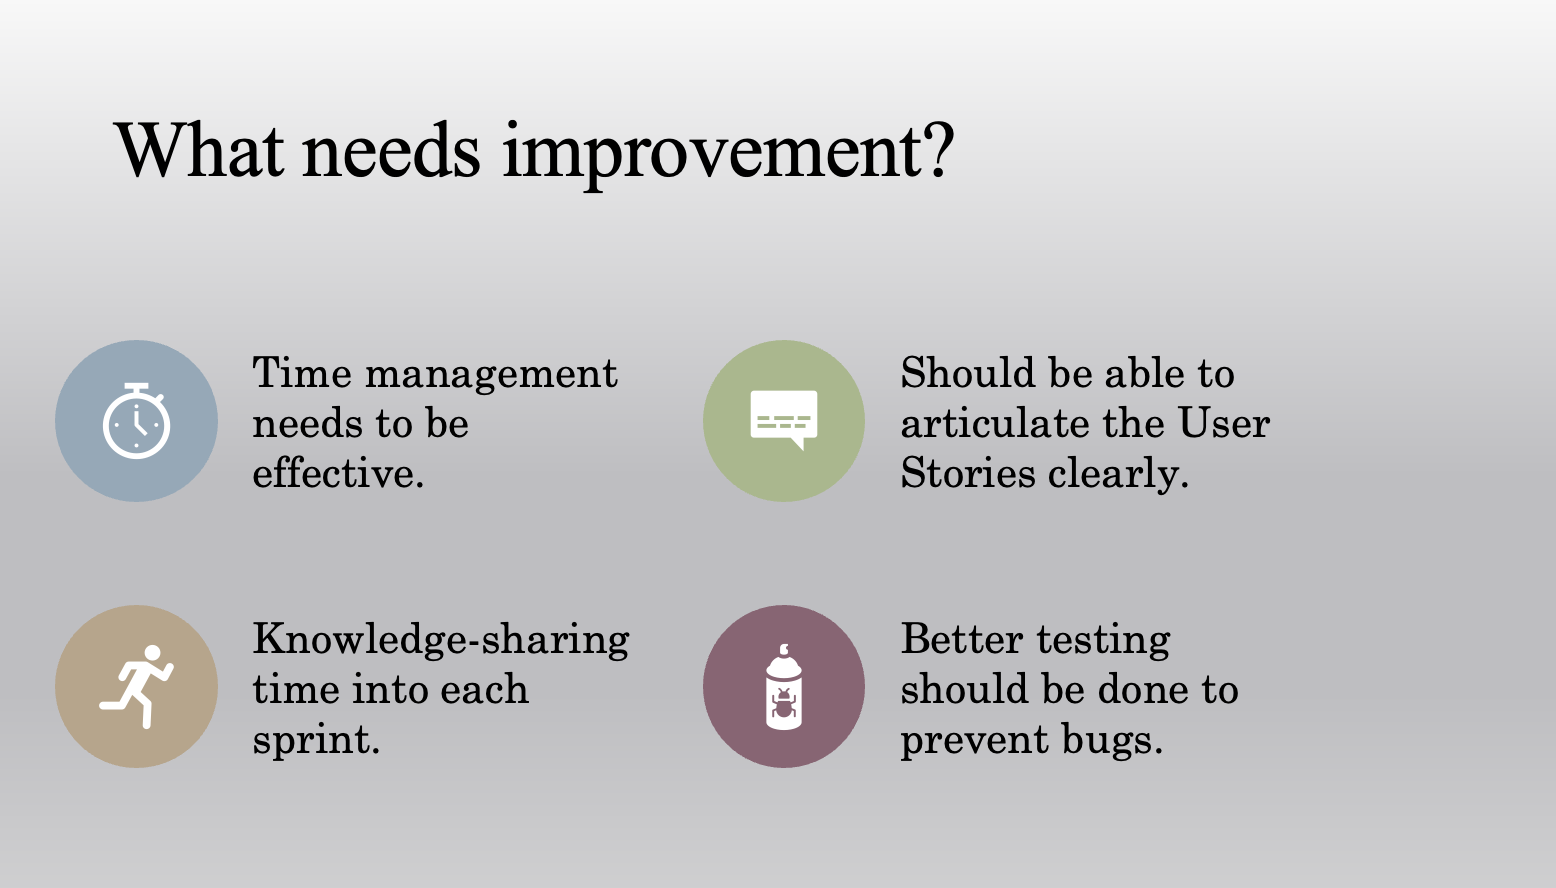 What needs improvement?
Time management
needs to be
effective.
Should be able to
articulate the User
Stories clearly.
Knowledge-sharing
time into each
sprint.
Better testing
should be done to
prevent bugs.